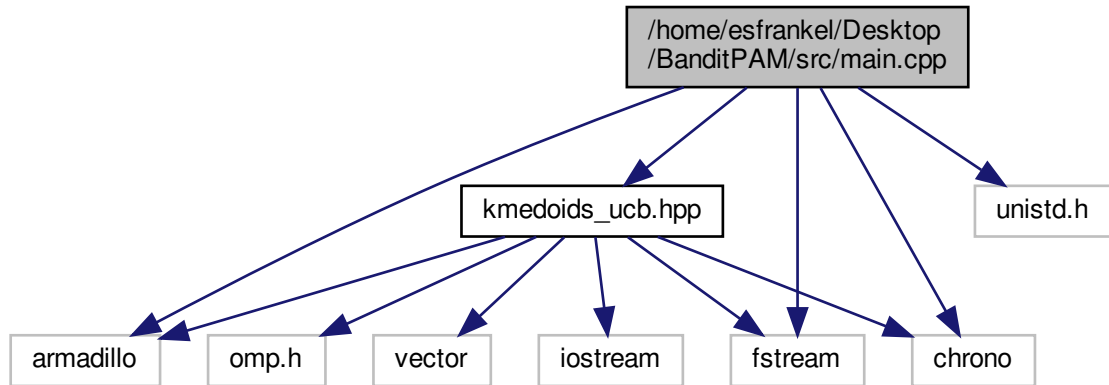 /home/esfrankel/Desktop
/BanditPAM/src/main.cpp
kmedoids_ucb.hpp
unistd.h
armadillo
omp.h
vector
iostream
fstream
chrono